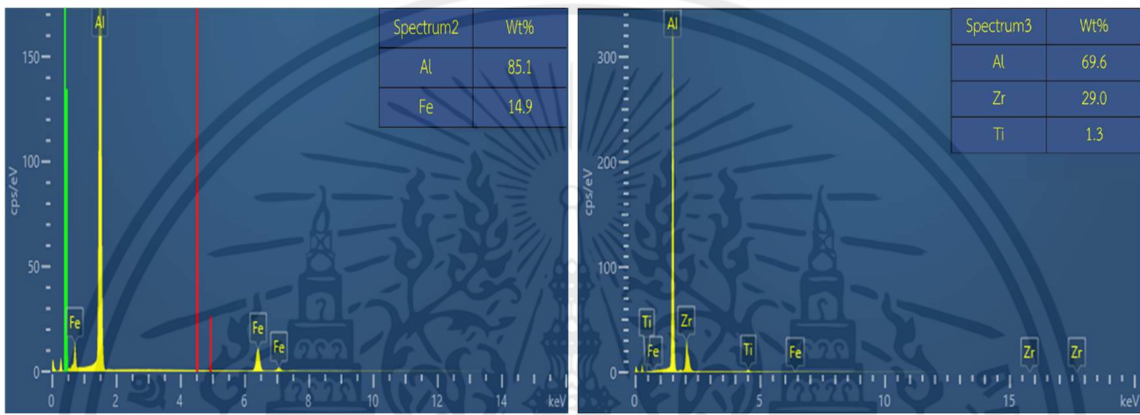 Spectrum2 Wt%
Al 85.1
Fe 14.9
Al
Fe
Fe
Fe
150
100
50
0
cps/eV
0 2 4 6 8 10 12 14 keV
Spectrum3 Wt%
Al 69.6
Zr 29.0
Ti 1.3
Al
Ti
Fe
Zr
Ti
Fe
Zr
Zr
300
200
100
0
cps/eV
0 5 10 15 keV